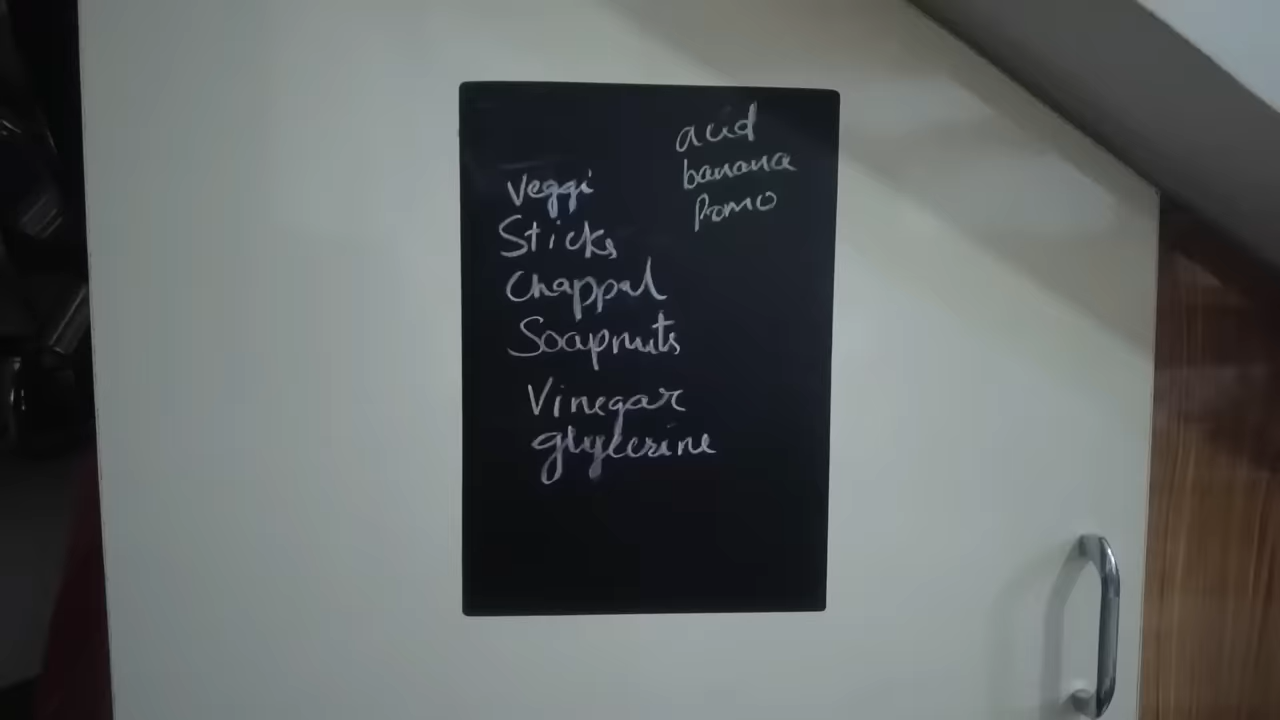 acid
banana
Pomo
Veggi
Sticks
Chappal
Soapnuts
Vinegar
glycerine